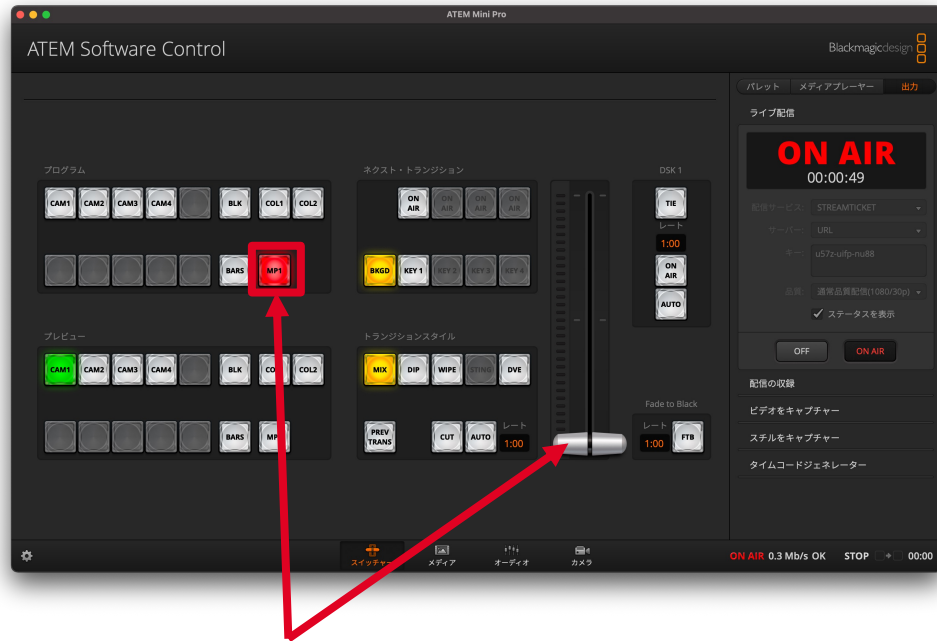 ATEM Mini Pro
ATEM Software Control
Blackmagicdesign
パレット メディアプレーヤー 出力
ライブ配信
ON AIR
00:00:49
配信サービス: STREAMTICKET
サーバー: URL
キー: u57z-uifp-nu88
品質: 通常品質配信(1080/30p)
ステータスを表示
OFF ON AIR
配信の収録
ビデオをキャプチャー
スチルをキャプチャー
タイムコードジェネレーター
プログラム
CAM1 CAM2 CAM3 CAM4 BLK COL1 COL2
BARS MP1
ネクスト・トランジション
ON AIR ON AIR ON AIR ON AIR
BKGD KEY 1 KEY 2 KEY 3 KEY 4
DSK 1
TIE
レート
1:00
ON AIR
AUTO
プレビュー
CAM1 CAM2 CAM3 CAM4 BLK CO COL2
BARS MP
トランジションスタイル
MIX DIP WIPE STING DVE
PREV TRANS CUT AUTO レート 1:00
Fade to Black
レート
1:00 FTB
スイッチャー メディア オーディオ カメラ
ON AIR 0.3 Mb/s OK STOP 00:00